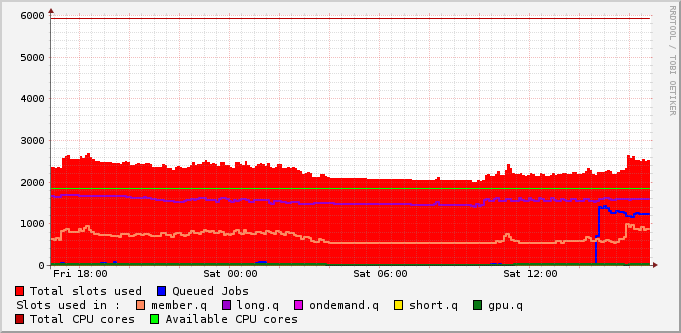 6000
5000
4000
3000
2000
1000
0
Fri 18:00 Sat 00:00 Sat 06:00 Sat 12:00
Total slots used Queued Jobs
Slots used in : member.q long.q ondemand.q short.q gpu.q
Total CPU cores Available CPU cores
RRDTOOL / TOBI OETIKER